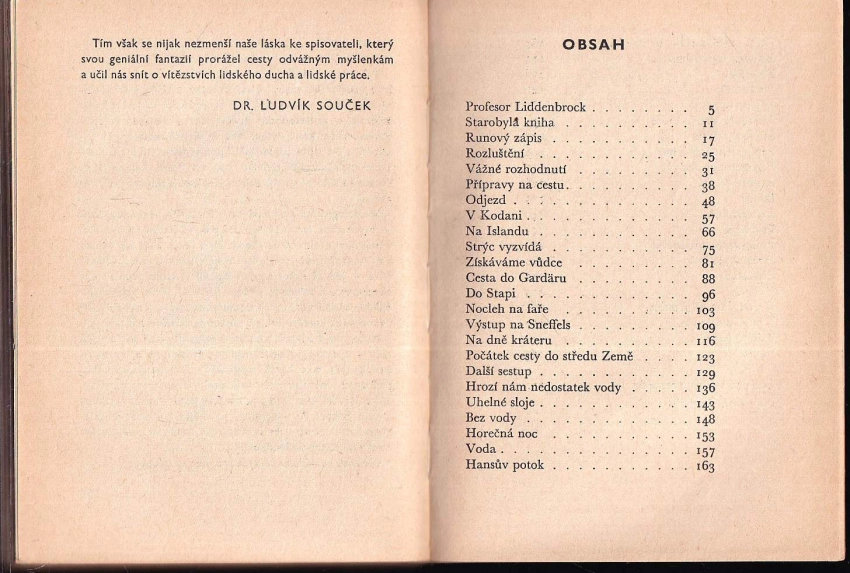 Tím však se nijak nezmenší naše láska ke spisovateli, který
svou geniální fantazií prorážel cesty odvážným myšlenkám
a učil nás snít o vítězstvích lidského ducha a lidské práce.
DR. LUDVÍK SOUČEK
OBSAH
Profesor Liddenbrock . . . . . . . . 5
Starobylá kniha . . . . . . . . . 11
Runový zápis . . . . . . . . . . 17
Rozluštění . . . . . . . . . . . 25
Vážné rozhodnutí . . . . . . . . . 31
Přípravy na cestu . . . . . . . . . 38
Odjezd . . . . . . . . . . . . 48
V Kodani . . . . . . . . . . . 57
Na Islandu . . . . . . . . . . . 66
Strýc vyzvídá . . . . . . . . . . 75
Získáváme vůdce . . . . . . . . . 81
Cesta do Gardäru . . . . . . . . . 88
Do Stapi . . . . . . . . . . . 96
Nocleh na faře . . . . . . . . . . 103
Výstup na Sneffels . . . . . . . . . 109
Na dně kráteru . . . . . . . . . . 116
Počátek cesty do středu Země . . . . 123
Další sestup . . . . . . . . . . . 129
Hrozí nám nedostatek vody . . . . . 136
Uhelné sloje . . . . . . . . . . . 143
Bez vody . . . . . . . . . . . 148
Horečná noc . . . . . . . . . . 153
Voda . . . . . . . . . . . . . 157
Hansův potok . . . . . . . . . . 163